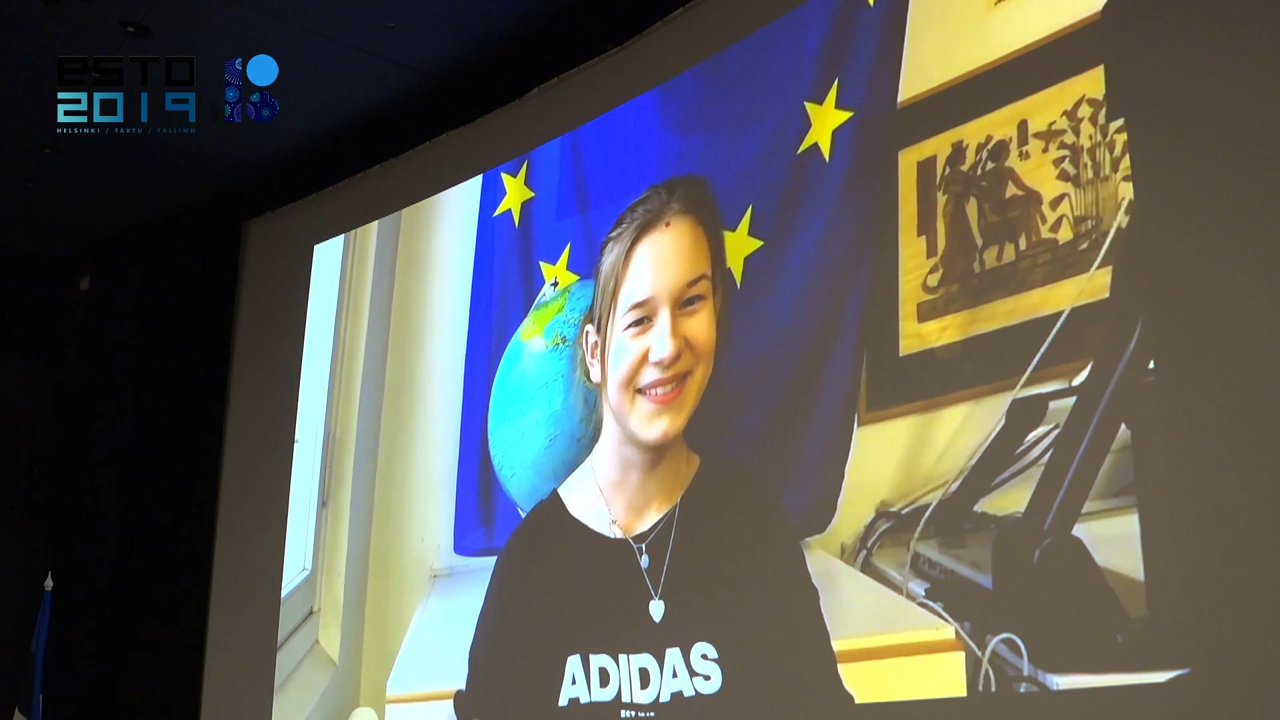 ESTO
2019
HELSINKI / TARTU / TALLINN
ADIDAS